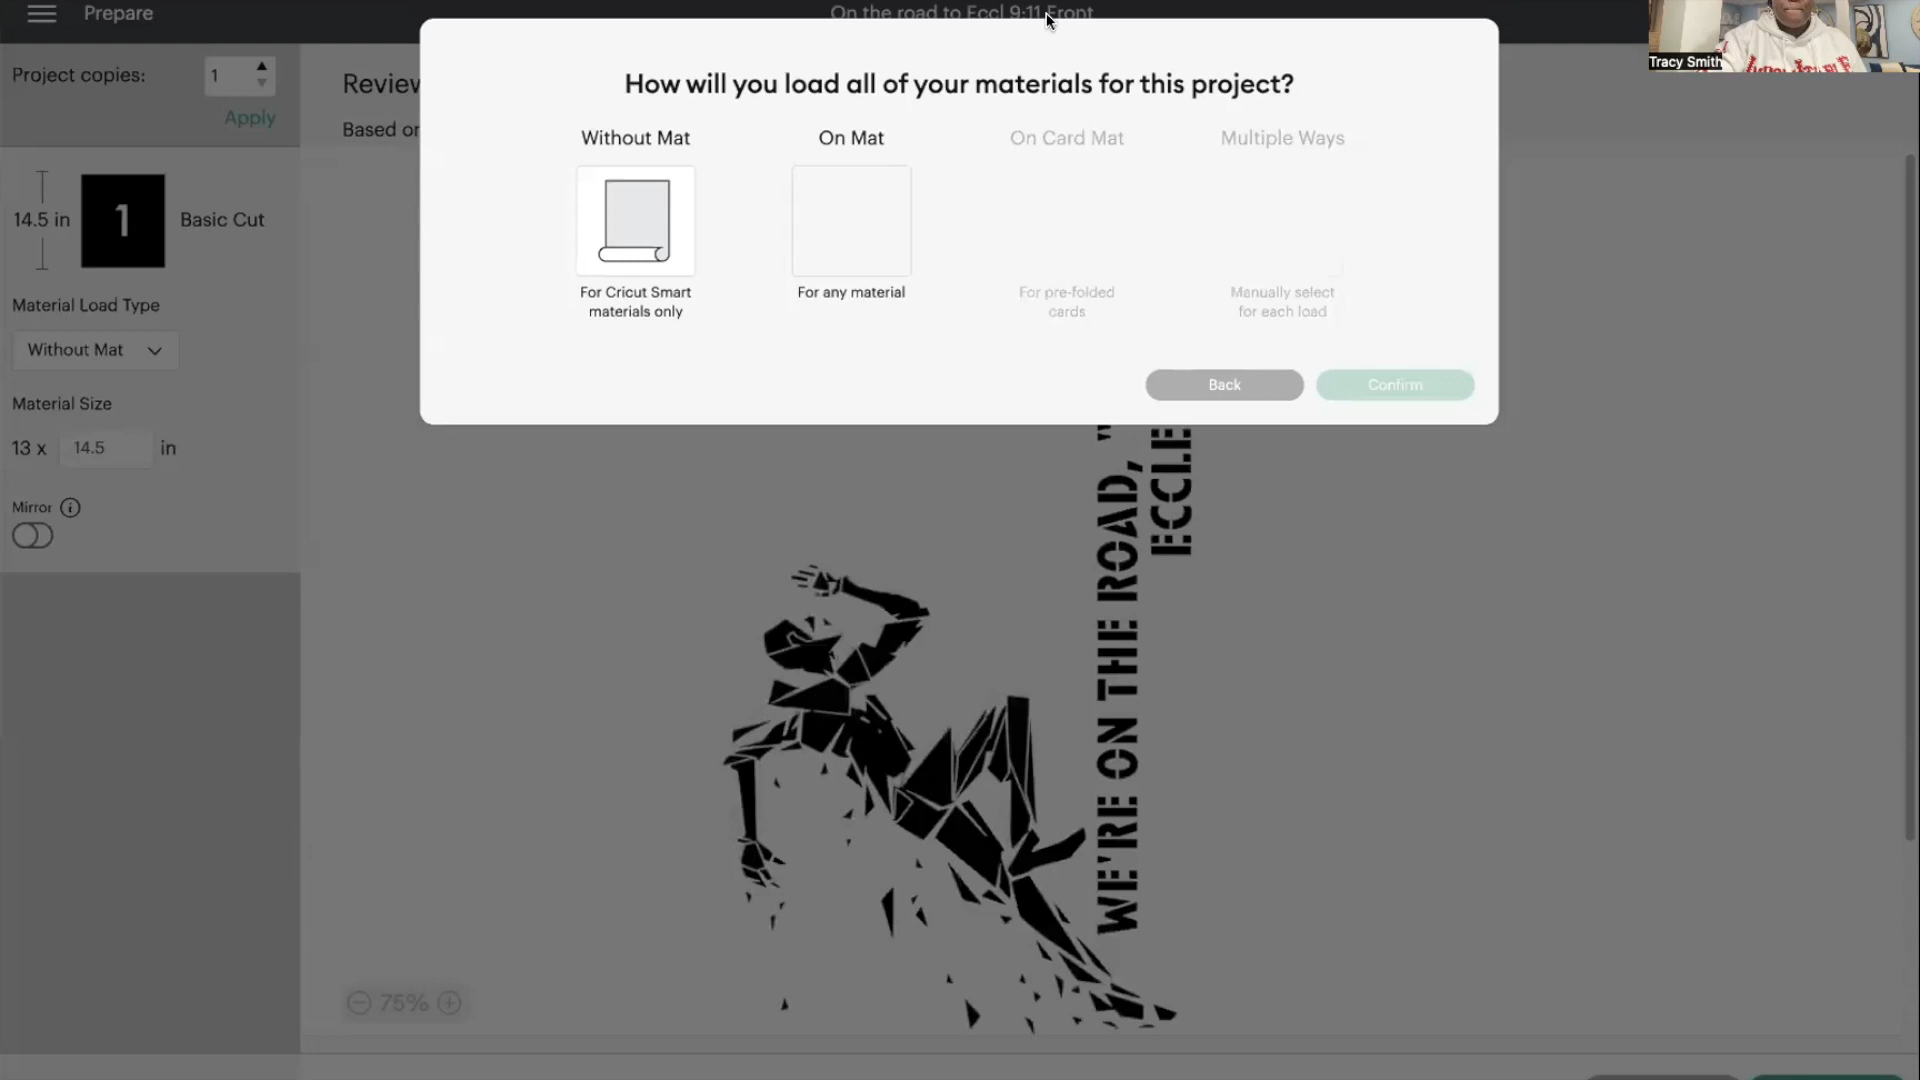 Prepare
On the road to Eccl 9:11 Front
Tracy Smith
Project copies:
1
Apply
Review
Based on
How will you load all of your materials for this project?
Without Mat
On Mat
On Card Mat
Multiple Ways
For Cricut Smart
materials only
For any material
For pre-folded
cards
Manually select
for each load
Back
Confirm
14.5 in
1
Basic Cut
Material Load Type
Without Mat
Material Size
13 x
14.5
in
Mirror
WE'RE ON THE ROAD, "
ECCLE
75%